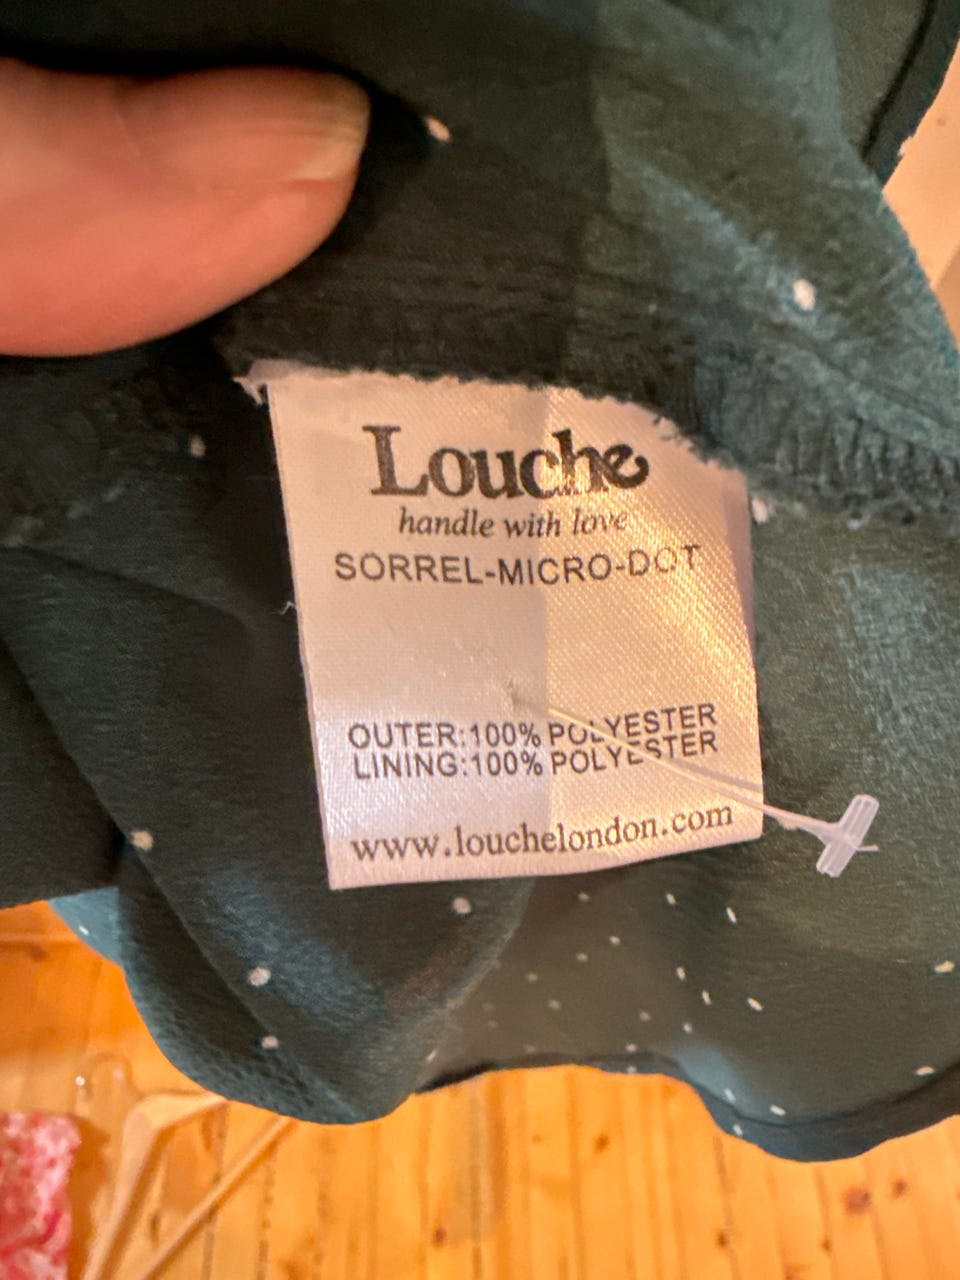 Louche
handle with love
SORREL-MICRO-DOT
OUTER:100% POLYESTER
LINING:100% POLYESTER
www.louchelondon.com